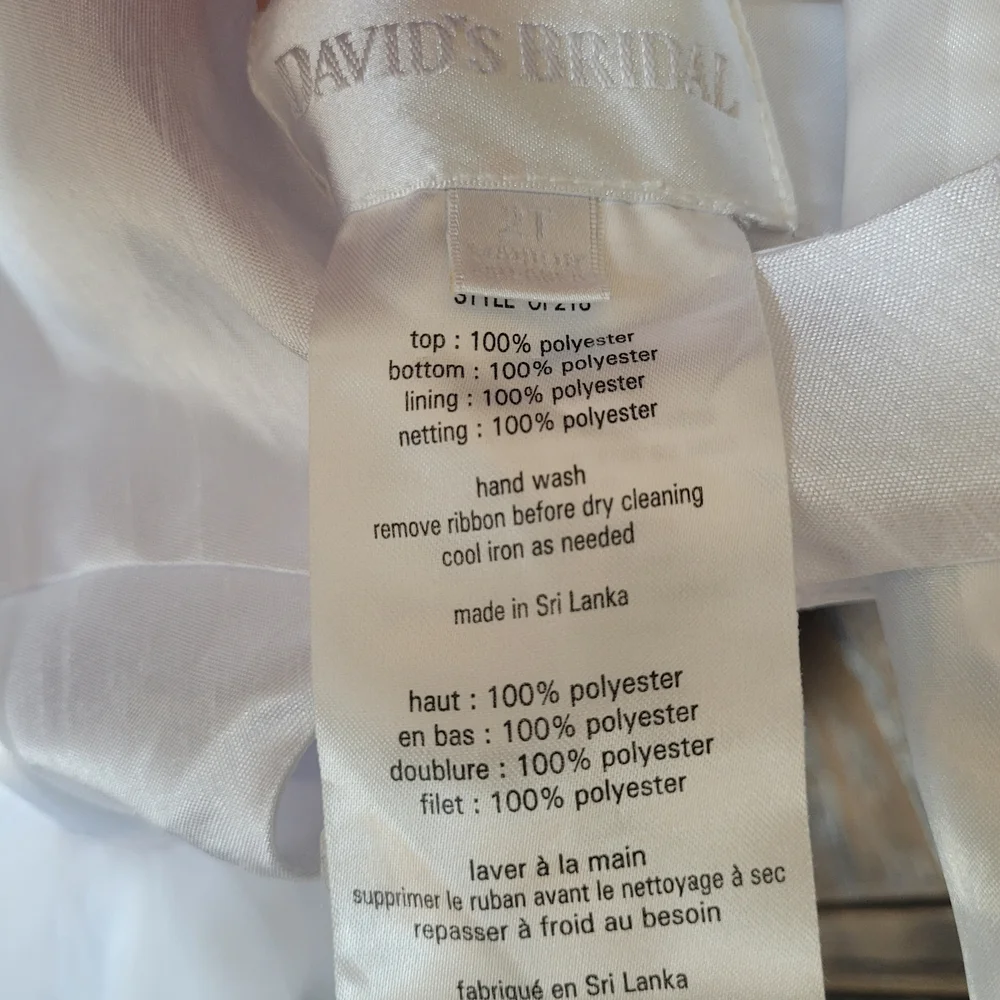 DAVID'S BRIDAL
2T
STYLE OP218
top : 100% polyester
bottom : 100% polyester
lining : 100% polyester
netting : 100% polyester
hand wash
remove ribbon before dry cleaning
cool iron as needed
made in Sri Lanka
haut : 100% polyester
en bas : 100% polyester
doublure : 100% polyester
filet : 100% polyester
laver à la main
supprimer le ruban avant le nettoyage à sec
repasser à froid au besoin
fabriqué en Sri Lanka